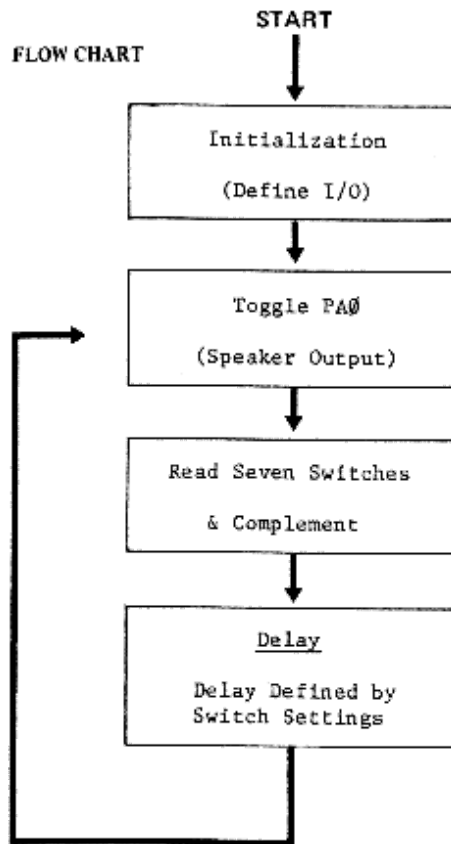 START
FLOW CHART
Initialization
(Define I/O)
Toggle PAØ
(Speaker Output)
Read Seven Switches
& Complement
Delay
Delay Defined by
Switch Settings